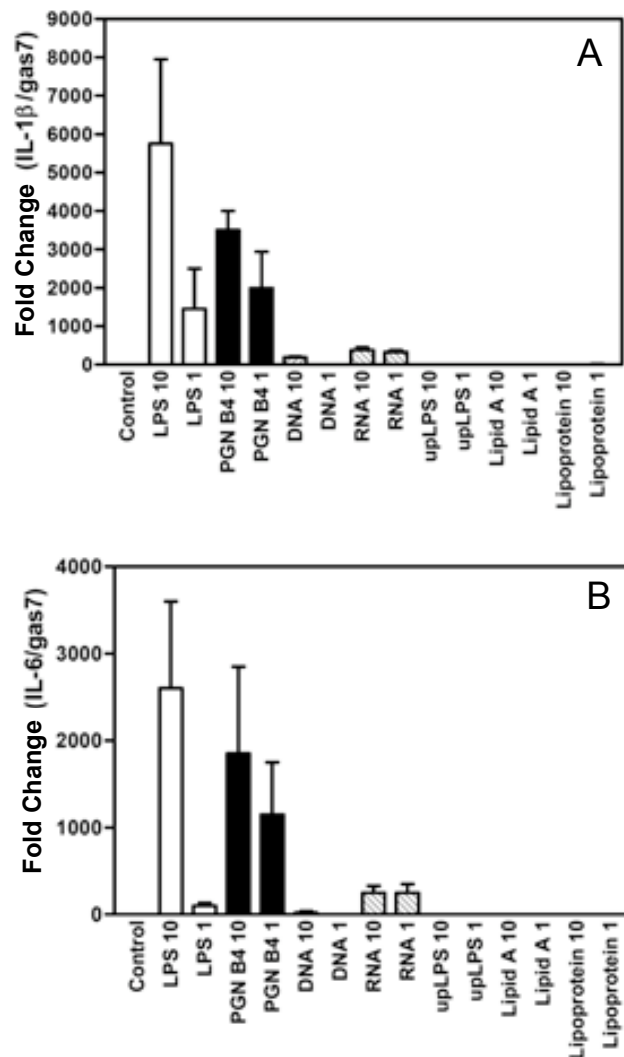 A
Fold Change (IL-1β/gas7)
9000
8000
7000
6000
5000
4000
3000
2000
1000
0
Control
LPS 10
LPS 1
PGN B4 10
PGN B4 1
DNA 10
DNA 1
RNA 10
RNA 1
upLPS 10
upLPS 1
Lipid A 10
Lipid A 1
Lipoprotein 10
Lipoprotein 1
B
Fold Change (IL-6/gas7)
4000
3000
2000
1000
0
Control
LPS 10
LPS 1
PGN B4 10
PGN B4 1
DNA 10
DNA 1
RNA 10
RNA 1
upLPS 10
upLPS 1
Lipid A 10
Lipid A 1
Lipoprotein 10
Lipoprotein 1